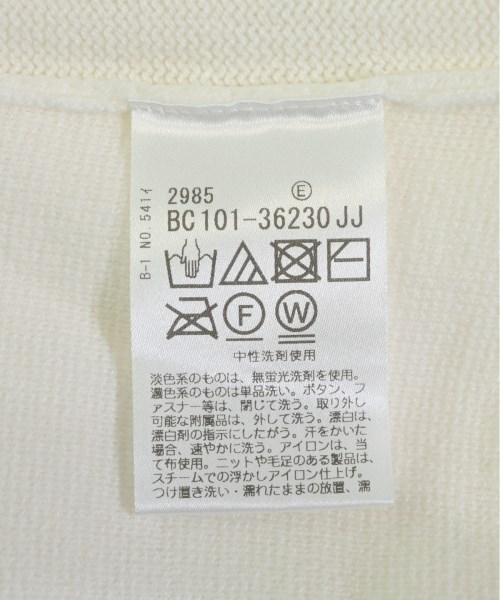 B-1 NO. 541イ
2985 E
BC101-36230JJ
F W
中性洗剤使用
淡色系のものは、無蛍光洗剤を使用。
濃色系のものは単品洗い。ボタン、フ
ァスナー等は、閉じて洗う。取り外し
可能な附属品は、外して洗う。漂白は、
漂白剤の指示にしたがう。汗をかいた
場合、速やかに洗う。アイロンは、当
て布使用。ニットや毛足のある製品は、
スチームでの浮かしアイロン仕上げ。
つけ置き洗い・濡れたままの放置、濡